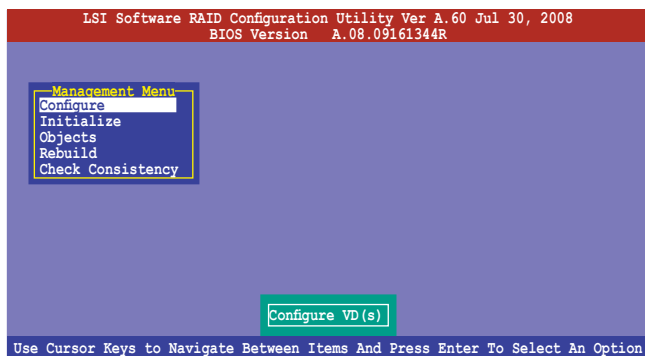 LSI Software RAID Configuration Utility Ver A.60 Jul 30, 2008
BIOS Version A.08.09161344R
Management Menu
Configure
Initialize
Objects
Rebuild
Check Consistency
Configure VD(s)
Use Cursor Keys to Navigate Between Items And Press Enter To Select An Option